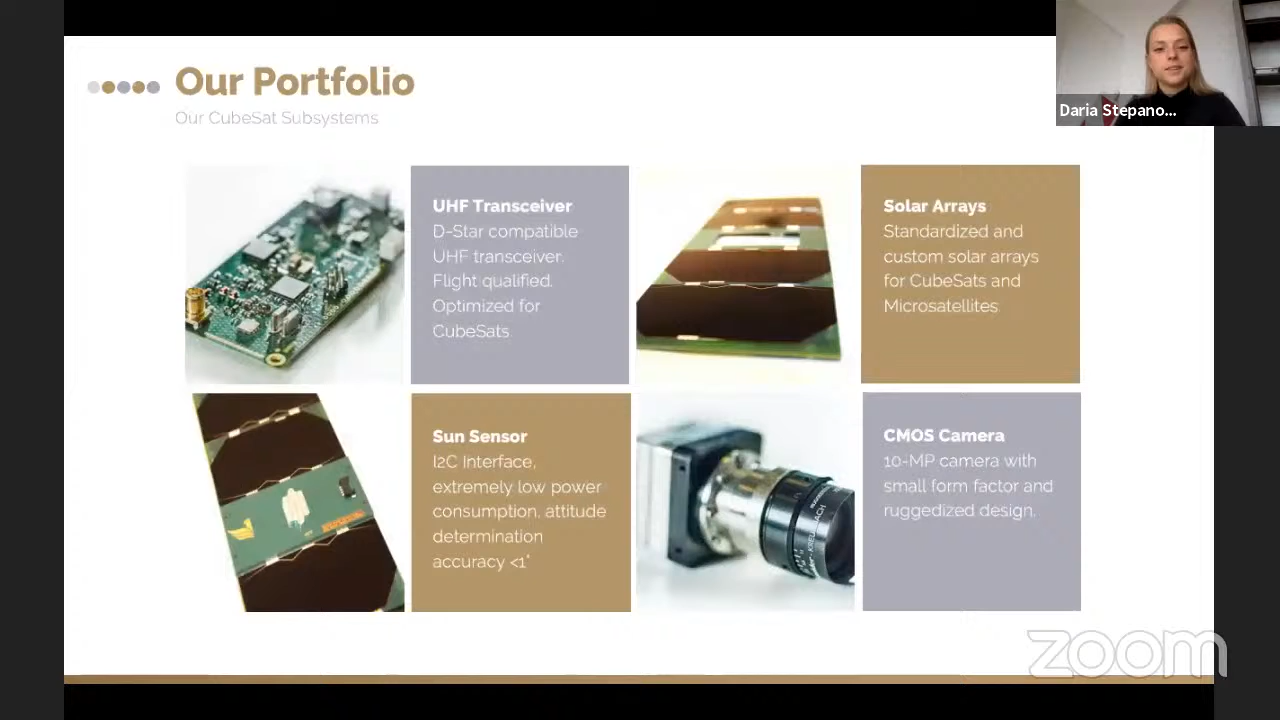 Our Portfolio
Our CubeSat Subsystems
UHF Transceiver
D-Star compatible
UHF transceiver.
Flight qualified.
Optimized for
CubeSats
Solar Arrays
Standardized and
custom solar arrays
for CubeSats and
Microsatellites
Sun Sensor
I2C Interface,
extremely low power
consumption. attitude
determination
accuracy <1°
CMOS Camera
10-MP camera with
small form factor and
ruggedized design.
Daria Stepano...
zoom